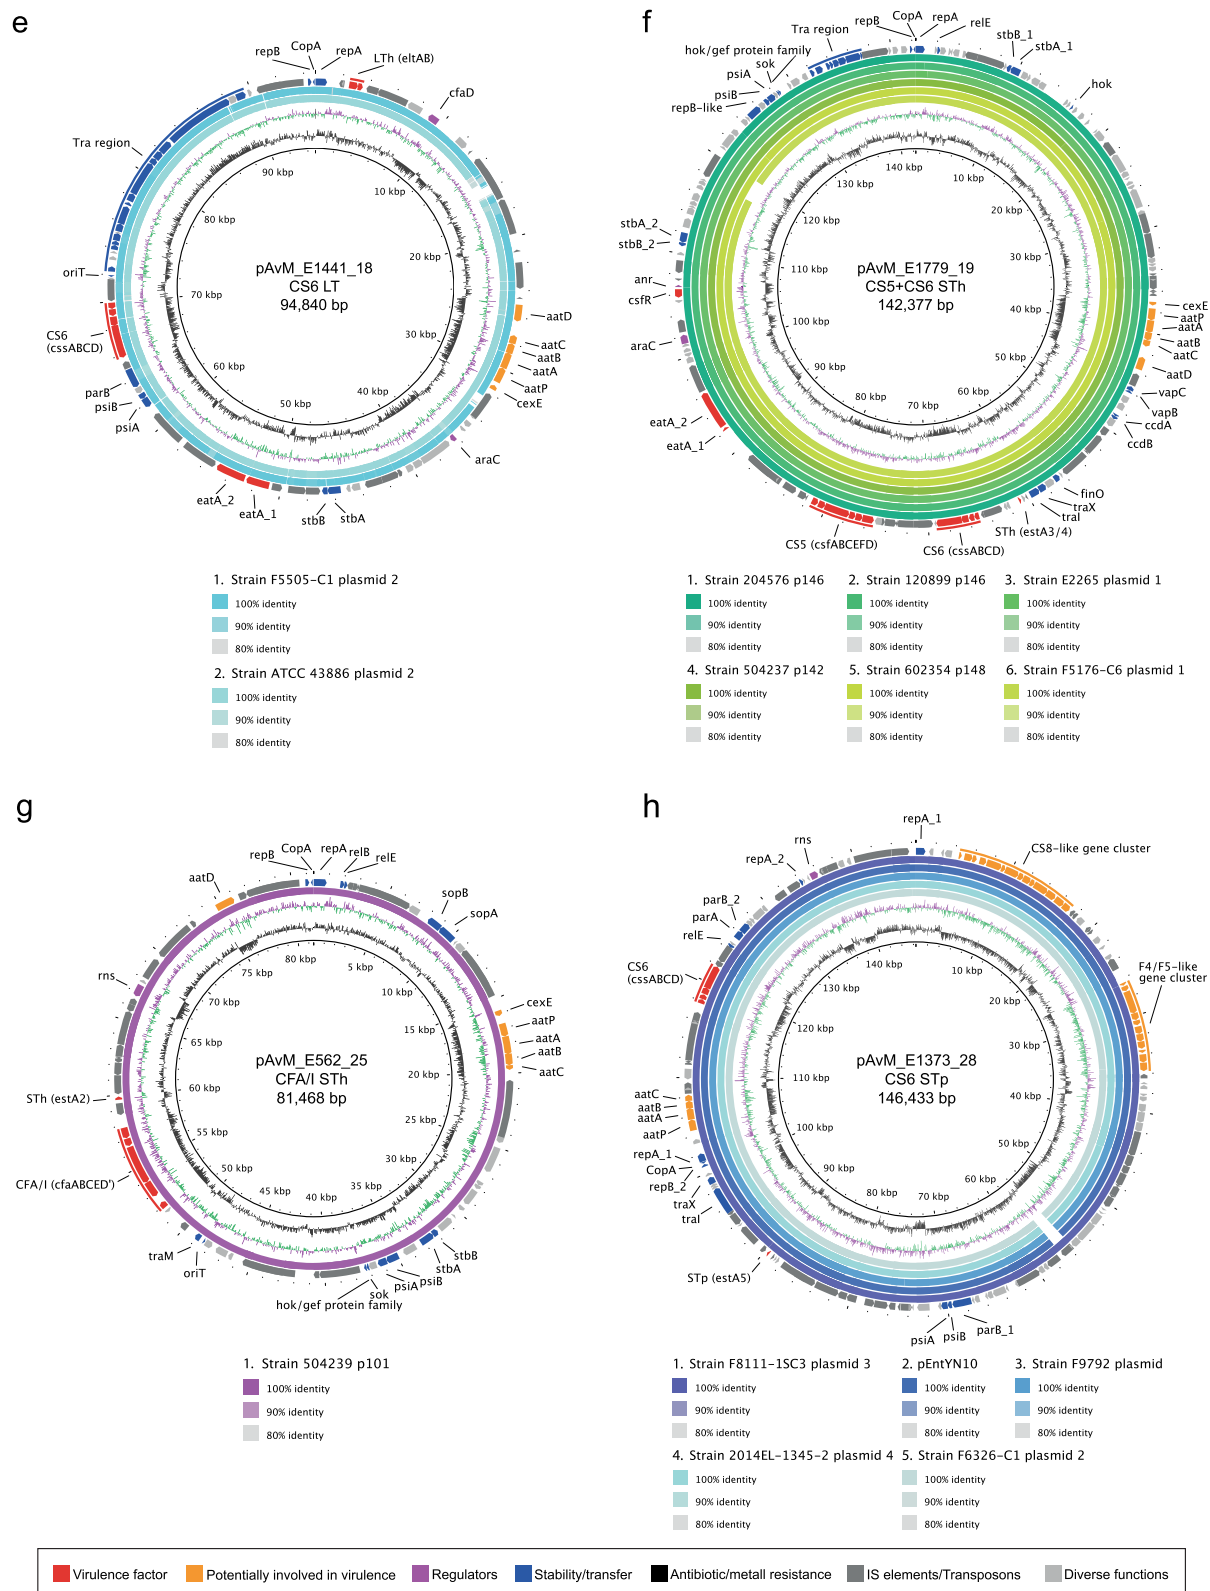 e
repB
CopA
repA
LTh (eltAB)
cfaD
Tra region
90 kbp
10 kbp
80 kbp
20 kbp
pAvM_E1441_18
CS6 LT
94,840 bp
oriT
70 kbp
30 kbp
aatD
CS6
(cssABCD)
aatC
aatB
aatA
aatP
cexE
60 kbp
40 kbp
50 kbp
parB
psiB
psiA
araC
eatA_2
eatA_1
stbB
stbA
1. Strain F5505-C1 plasmid 2
100% identity
90% identity
80% identity
2. Strain ATCC 43886 plasmid 2
100% identity
90% identity
80% identity
f
repB
CopA
repA
relE
Tra region
stbB_1
stbA_1
hok/gef protein family
sok
psiA
psiB
repB-like
hok
140 kbp
10 kbp
130 kbp
20 kbp
120 kbp
30 kbp
stbA_2
stbB_2
pAvM_E1779_19
CS5+CS6 STh
142,377 bp
110 kbp
anr
csfR
40 kbp
100 kbp
araC
cexE
aatP
aatA
aatB
aatC
aatD
50 kbp
90 kbp
60 kbp
80 kbp
70 kbp
vapC
vapB
ccdA
ccdB
eatA_2
eatA_1
finO
traX
traI
STh (estA3/4)
CS5 (csfABCEFD)
CS6 (cssABCD)
1. Strain 204576 p146
2. Strain 120899 p146
3. Strain E2265 plasmid 1
100% identity
100% identity
100% identity
90% identity
90% identity
90% identity
80% identity
80% identity
80% identity
4. Strain 504237 p142
5. Strain 602354 p148
6. Strain F5176-C6 plasmid 1
100% identity
100% identity
100% identity
90% identity
90% identity
90% identity
80% identity
80% identity
80% identity
g
repB
CopA
repA
relB
relE
aatD
sopB
sopA
80 kbp
5 kbp
75 kbp
10 kbp
rns
70 kbp
15 kbp
cexE
aatP
aatA
aatB
aatC
65 kbp
pAvM_E562_25
CFA/I STh
81,468 bp
20 kbp
60 kbp
STh (estA2)
25 kbp
55 kbp
30 kbp
50 kbp
35 kbp
45 kbp
40 kbp
CFA/I (cfaABCED')
traM
oriT
stbB
stbA
psiB
psiA
sok
hok/gef protein family
1. Strain 504239 p101
100% identity
90% identity
80% identity
h
repA_1
rns
CS8-like gene cluster
repA_2
parB_2
parA
relE
CS6
(cssABCD)
F4/F5-like
gene cluster
140 kbp
10 kbp
130 kbp
20 kbp
120 kbp
30 kbp
pAvM_E1373_28
CS6 STp
146,433 bp
110 kbp
40 kbp
100 kbp
50 kbp
90 kbp
60 kbp
80 kbp
70 kbp
aatC
aatB
aatA
aatP
repA_1
CopA
repB_2
traX
traI
STp (estA5)
psiA
psiB
parB_1
1. Strain F8111-1SC3 plasmid 3
2. pEntYN10
3. Strain F9792 plasmid
100% identity
100% identity
100% identity
90% identity
90% identity
90% identity
80% identity
80% identity
80% identity
4. Strain 2014EL-1345-2 plasmid 4
5. Strain F6326-C1 plasmid 2
100% identity
100% identity
90% identity
90% identity
80% identity
80% identity
Virulence factor
Potentially involved in virulence
Regulators
Stability/transfer
Antibiotic/metall resistance
IS elements/Transposons
Diverse functions